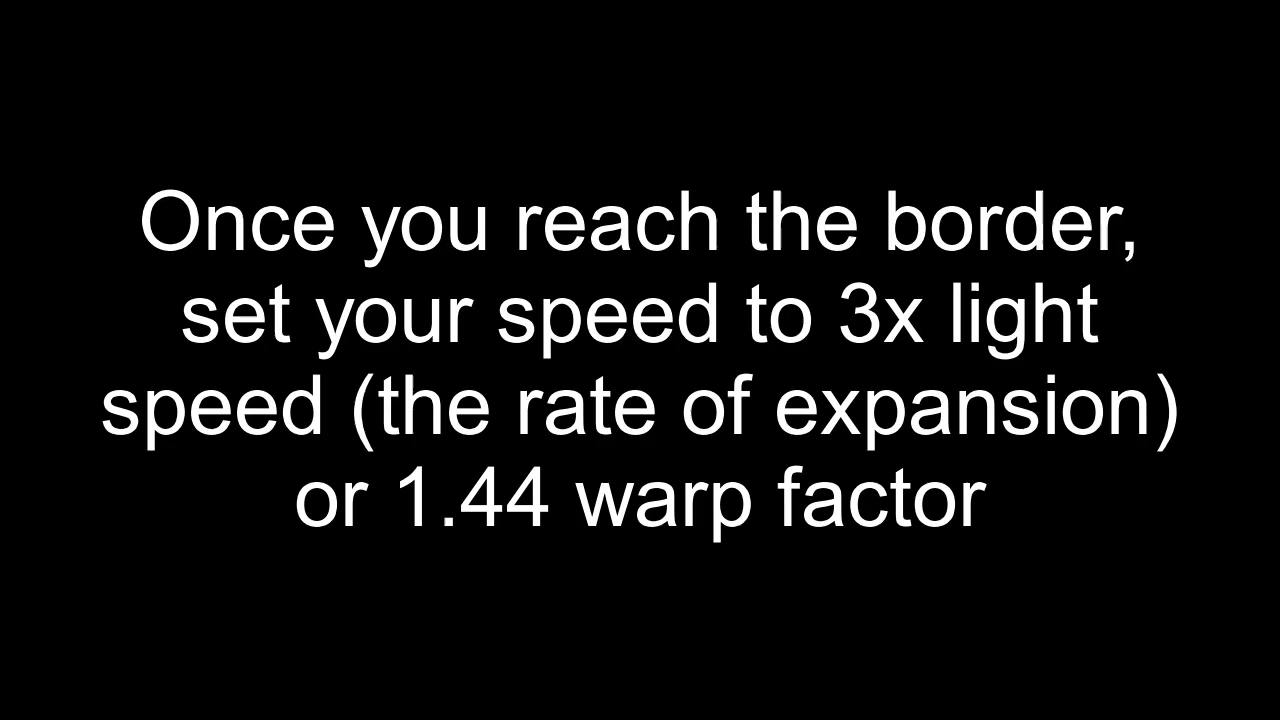 Once you reach the border,
set your speed to 3x light
speed (the rate of expansion)
or 1.44 warp factor